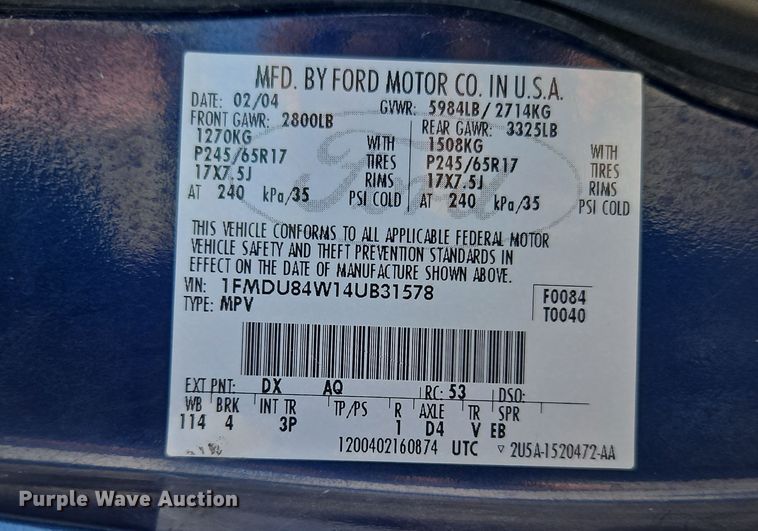 MFD. BY FORD MOTOR CO. IN U.S.A.
DATE: 02/04 GVWR: 5984LB/ 2714KG
FRONT GAWR: 2800LB REAR GAWR: 3325LB
1270KG WITH 1508KG WITH
P245/65R17 TIRES P245/65R17 TIRES
17X7.5J RIMS 17X7.5J RIMS
AT 240 kPa/35 PSI COLD AT 240 kPa/35 PSI COLD
Ford
THIS VEHICLE CONFORMS TO ALL APPLICABLE FEDERAL MOTOR
VEHICLE SAFETY AND THEFT PREVENTION STANDARDS IN
EFFECT ON THE DATE OF MANUFACTURE SHOWN ABOVE.
VIN: 1FMDU84W14UB31578 F0084
TYPE: MPV T0040
EXT PNT: DX AQ RC: 53 DSO:
WB BRK INT TR TP/PS R AXLE TR SPR
114 4 3P 1 D4 V EB
1200402160874 UTC ▽ 2U5A-1520472-AA
Purple Wave Auction